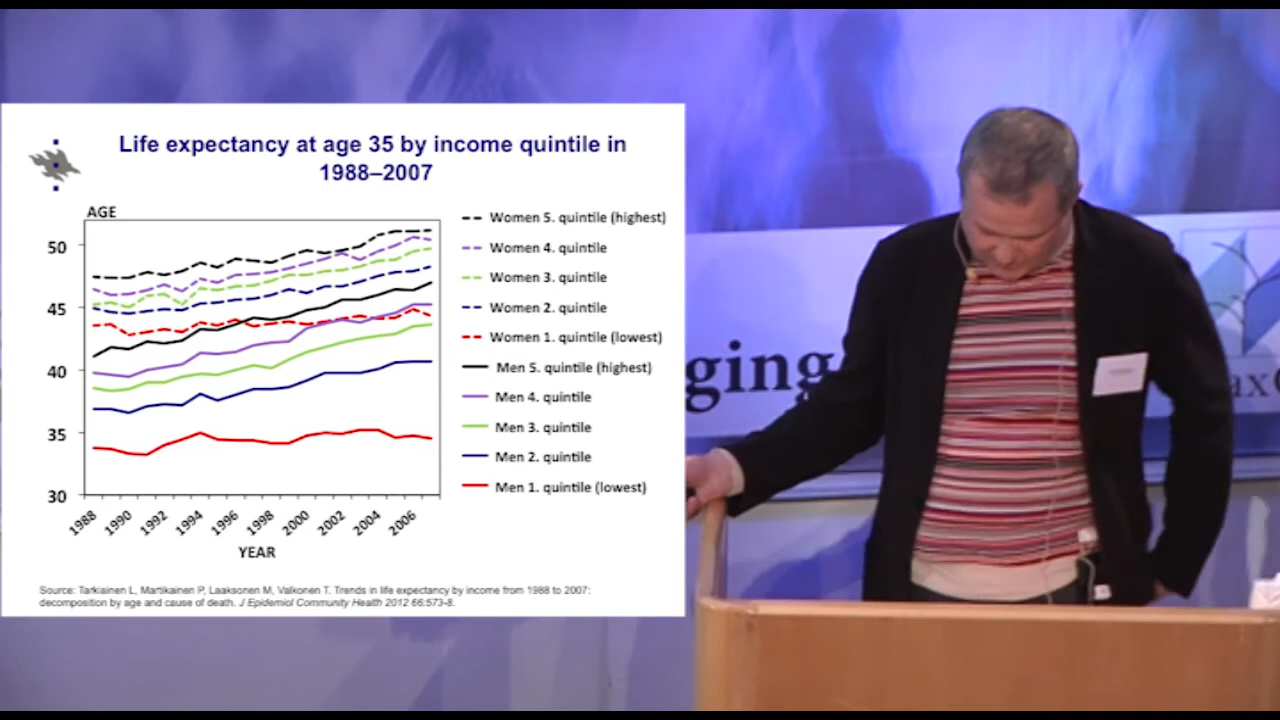 Life expectancy at age 35 by income quintile in
1988–2007
AGE
50
45
40
35
30
1988
1990
1992
1994
1996
1998
2000
2002
2004
2006
YEAR
Women 5. quintile (highest)
Women 4. quintile
Women 3. quintile
Women 2. quintile
Women 1. quintile (lowest)
Men 5. quintile (highest)
Men 4. quintile
Men 3. quintile
Men 2. quintile
Men 1. quintile (lowest)
Source: Tarkiainen L, Martikainen P, Laaksonen M, Valkonen T. Trends in life expectancy by income from 1988 to 2007:
decomposition by age and cause of death. J Epidemiol Community Health 2012 66:573-8.
ging
ax